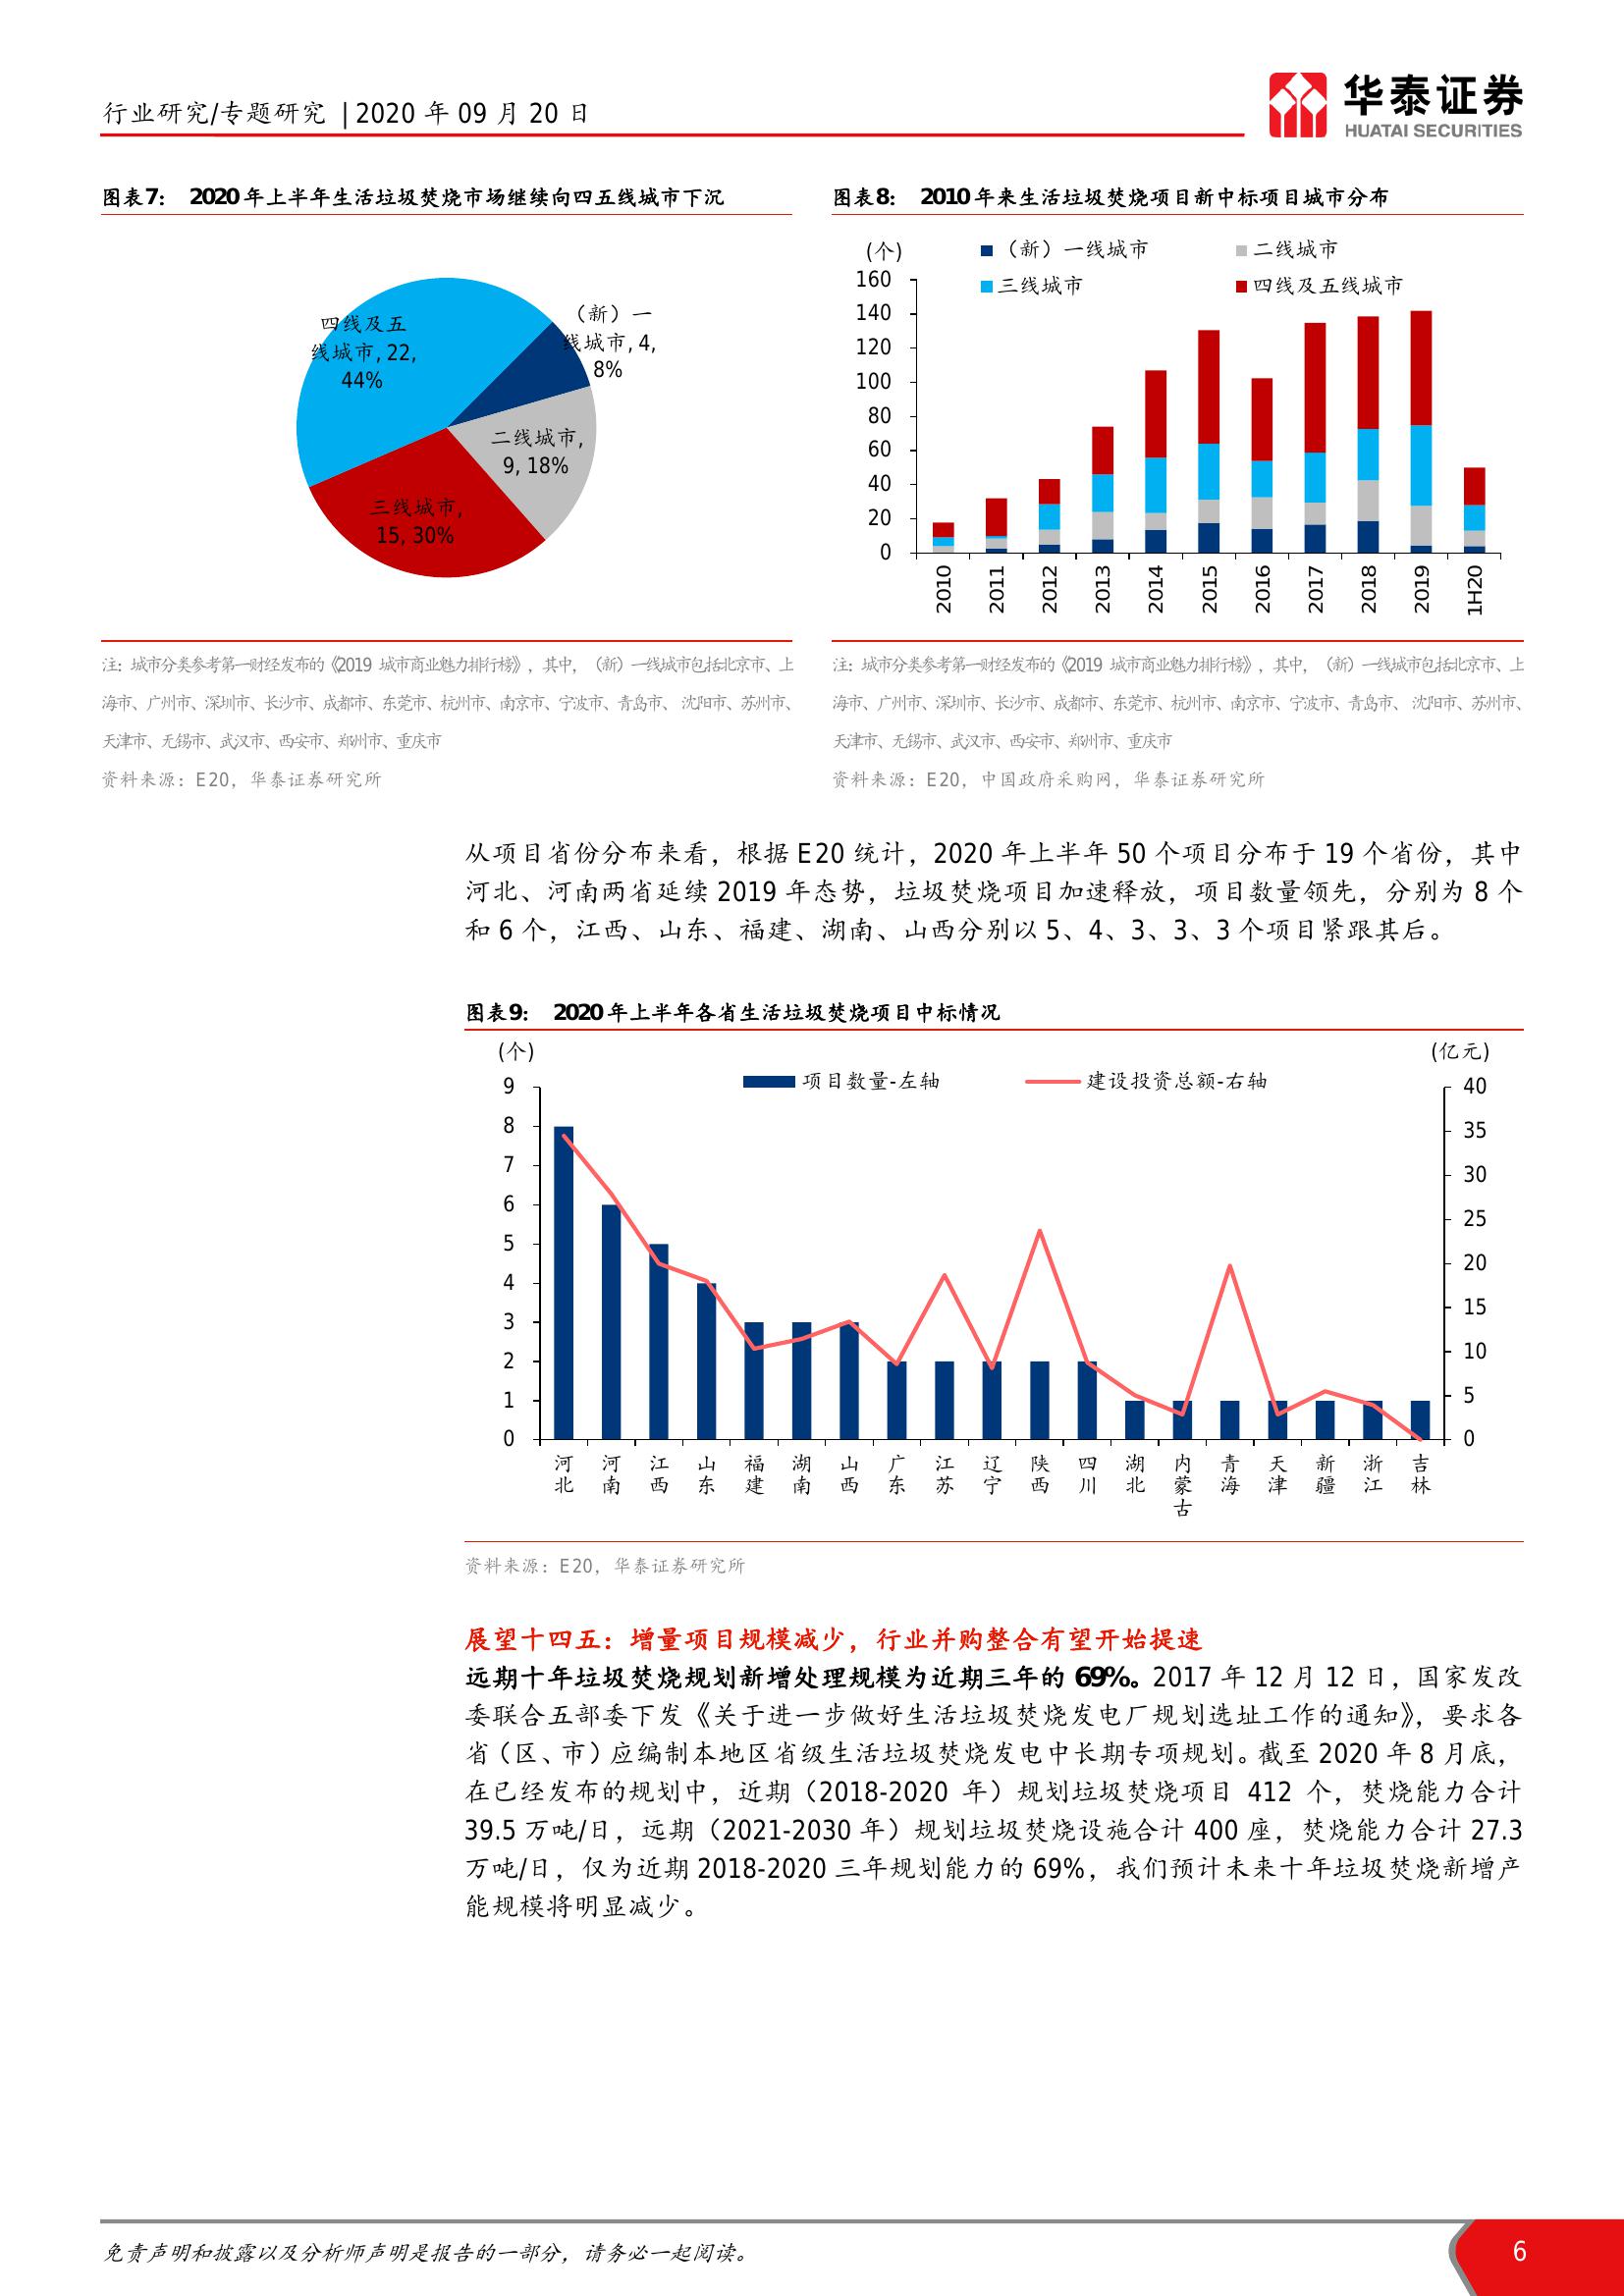 行业研究/专题研究 | 2020 年 09 月 20 日
华泰证券
HUATAI SECURITIES
图表7: 2020 年上半年生活垃圾焚烧市场继续向四五线城市下沉
四线及五
线城市, 22,
44%
（新）一
线城市, 4,
8%
二线城市,
9, 18%
三线城市,
15, 30%
注：城市分类参考第一财经发布的《2019 城市商业魅力排行榜》，其中，（新）一线城市包括北京市、上
海市、广州市、深圳市、长沙市、成都市、东莞市、杭州市、南京市、宁波市、青岛市、 沈阳市、苏州市、
天津市、无锡市、武汉市、西安市、郑州市、重庆市
资料来源：E20，华泰证券研究所
图表8: 2010 年来生活垃圾焚烧项目新中标项目城市分布
(个)
（新）一线城市 二线城市
三线城市 四线及五线城市
160
140
120
100
80
60
40
20
0
2010 2011 2012 2013 2014 2015 2016 2017 2018 2019 1H20
注：城市分类参考第一财经发布的《2019 城市商业魅力排行榜》，其中，（新）一线城市包括北京市、上
海市、广州市、深圳市、长沙市、成都市、东莞市、杭州市、南京市、宁波市、青岛市、 沈阳市、苏州市、
天津市、无锡市、武汉市、西安市、郑州市、重庆市
资料来源：E20，中国政府采购网，华泰证券研究所
从项目省份分布来看，根据 E20 统计，2020 年上半年 50 个项目分布于 19 个省份，其中
河北、河南两省延续 2019 年态势，垃圾焚烧项目加速释放，项目数量领先，分别为 8 个
和 6 个，江西、山东、福建、湖南、山西分别以 5、4、3、3、3 个项目紧跟其后。
图表9: 2020 年上半年各省生活垃圾焚烧项目中标情况
(个) (亿元)
项目数量-左轴 建设投资总额-右轴
9
8
7
6
5
4
3
2
1
0
40
35
30
25
20
15
10
5
0
河北 河南 江西 山东 福建 湖南 山西 广东 江苏 辽宁 陕西 四川 湖北 内蒙古 青海 天津 新疆 浙江 吉林
资料来源：E20，华泰证券研究所
展望十四五：增量项目规模减少，行业并购整合有望开始提速
远期十年垃圾焚烧规划新增处理规模为近期三年的 69%。2017 年 12 月 12 日，国家发改
委联合五部委下发《关于进一步做好生活垃圾焚烧发电厂规划选址工作的通知》，要求各
省（区、市）应编制本地区省级生活垃圾焚烧发电中长期专项规划。截至 2020 年 8 月底，
在已经发布的规划中，近期（2018-2020 年）规划垃圾焚烧项目 412 个，焚烧能力合计
39.5 万吨/日，远期（2021-2030 年）规划垃圾焚烧设施合计 400 座，焚烧能力合计 27.3
万吨/日，仅为近期 2018-2020 三年规划能力的 69%，我们预计未来十年垃圾焚烧新增产
能规模将明显减少。
免责声明和披露以及分析师声明是报告的一部分，请务必一起阅读。
6